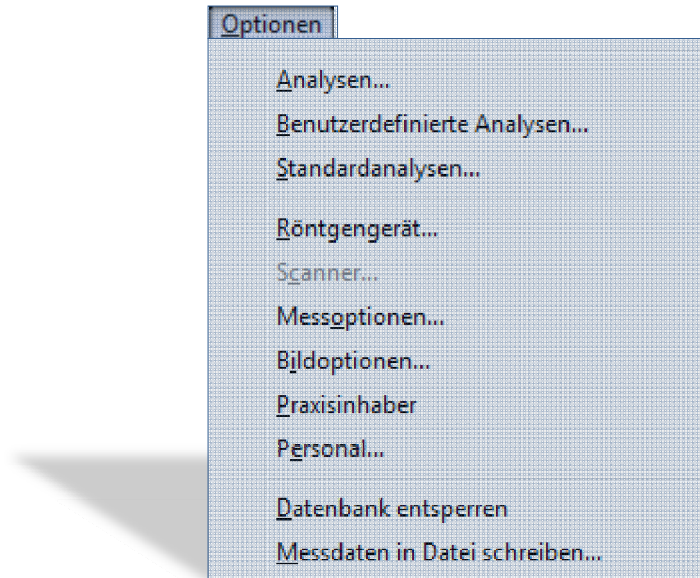 Optionen
Analysen...
Benutzerdefinierte Analysen...
Standardanalysen...
Röntgengerät...
Scanner...
Messoptionen...
Bildoptionen...
Praxisinhaber
Personal...
Datenbank entsperren
Messdaten in Datei schreiben...